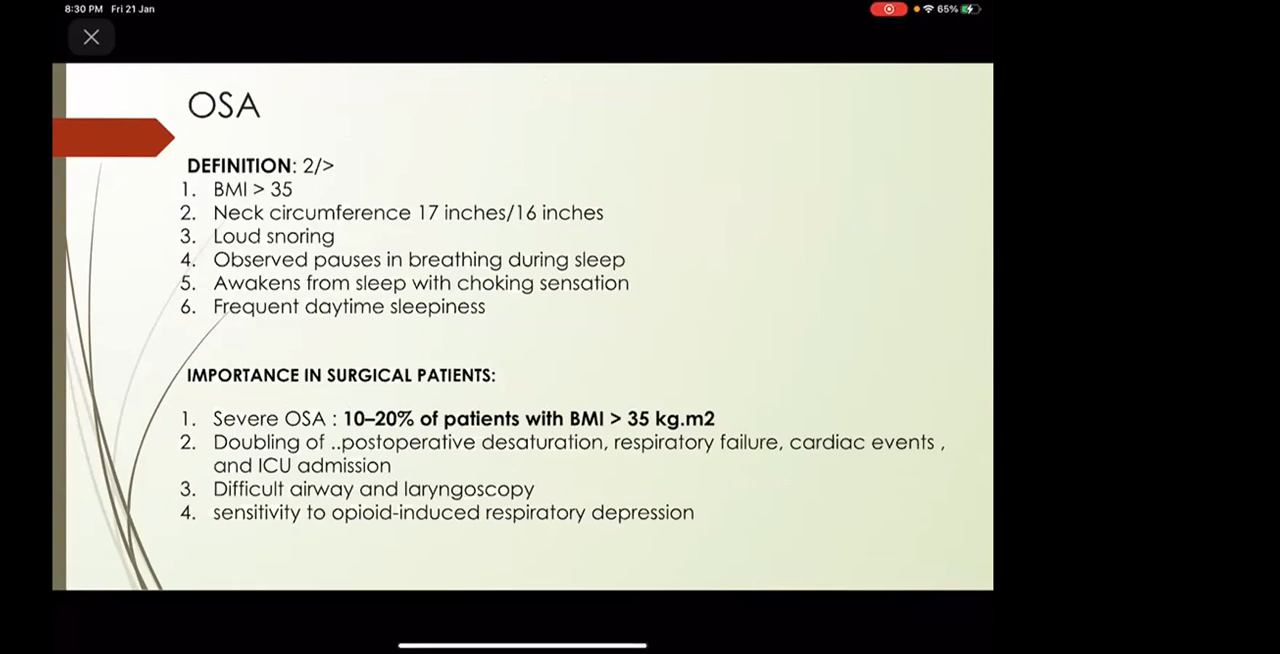 8:30 PM Fri 21 Jan
65%
OSA
DEFINITION: 2/>
1. BMI > 35
2. Neck circumference 17 inches/16 inches
3. Loud snoring
4. Observed pauses in breathing during sleep
5. Awakens from sleep with choking sensation
6. Frequent daytime sleepiness
IMPORTANCE IN SURGICAL PATIENTS:
1. Severe OSA : 10–20% of patients with BMI > 35 kg.m2
2. Doubling of ..postoperative desaturation, respiratory failure, cardiac events ,
and ICU admission
3. Difficult airway and laryngoscopy
4. sensitivity to opioid-induced respiratory depression